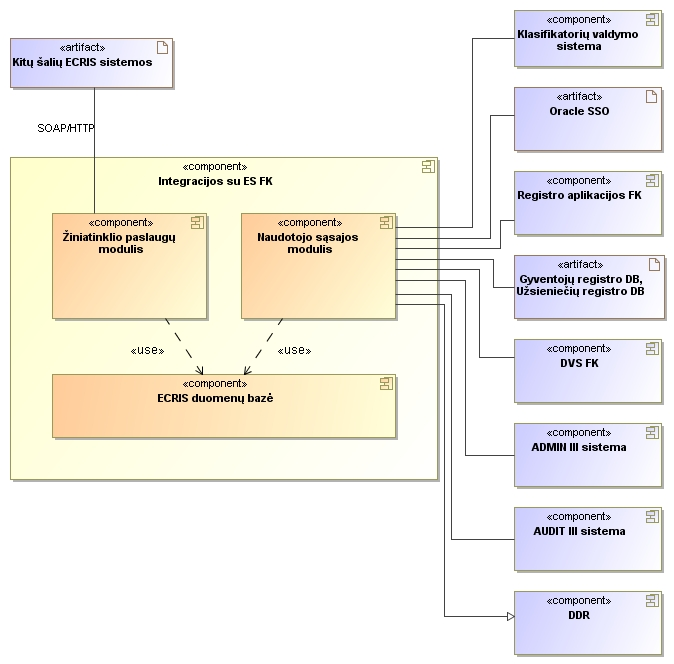 «artifact»
Kitų šalių ECRIS sistemos
SOAP/HTTP
«component»
Integracijos su ES FK
«component»
Žiniatinklio paslaugų
modulis
«component»
Naudotojo sąsajos
modulis
«use»
«use»
«component»
ECRIS duomenų bazė
«component»
Klasifikatorių valdymo
sistema
«artifact»
Oracle SSO
«component»
Registro aplikacijos FK
«artifact»
Gyventojų registro DB,
Užsieniečių registro DB
«component»
DVS FK
«component»
ADMIN III sistema
«component»
AUDIT III sistema
«component»
DDR